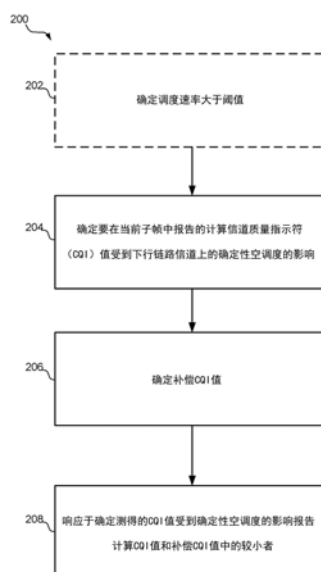 200
202
确定调度速率大于阈值
204
确定要在当前子帧中报告的计算信道质量指示符
(CQI)值受到下行链路信道上的确定性空调度的影响
206
确定补偿CQI值
208
响应于确定测得的CQI值受到确定性空调度的影响报告
计算CQI值和补偿CQI值中的较小者